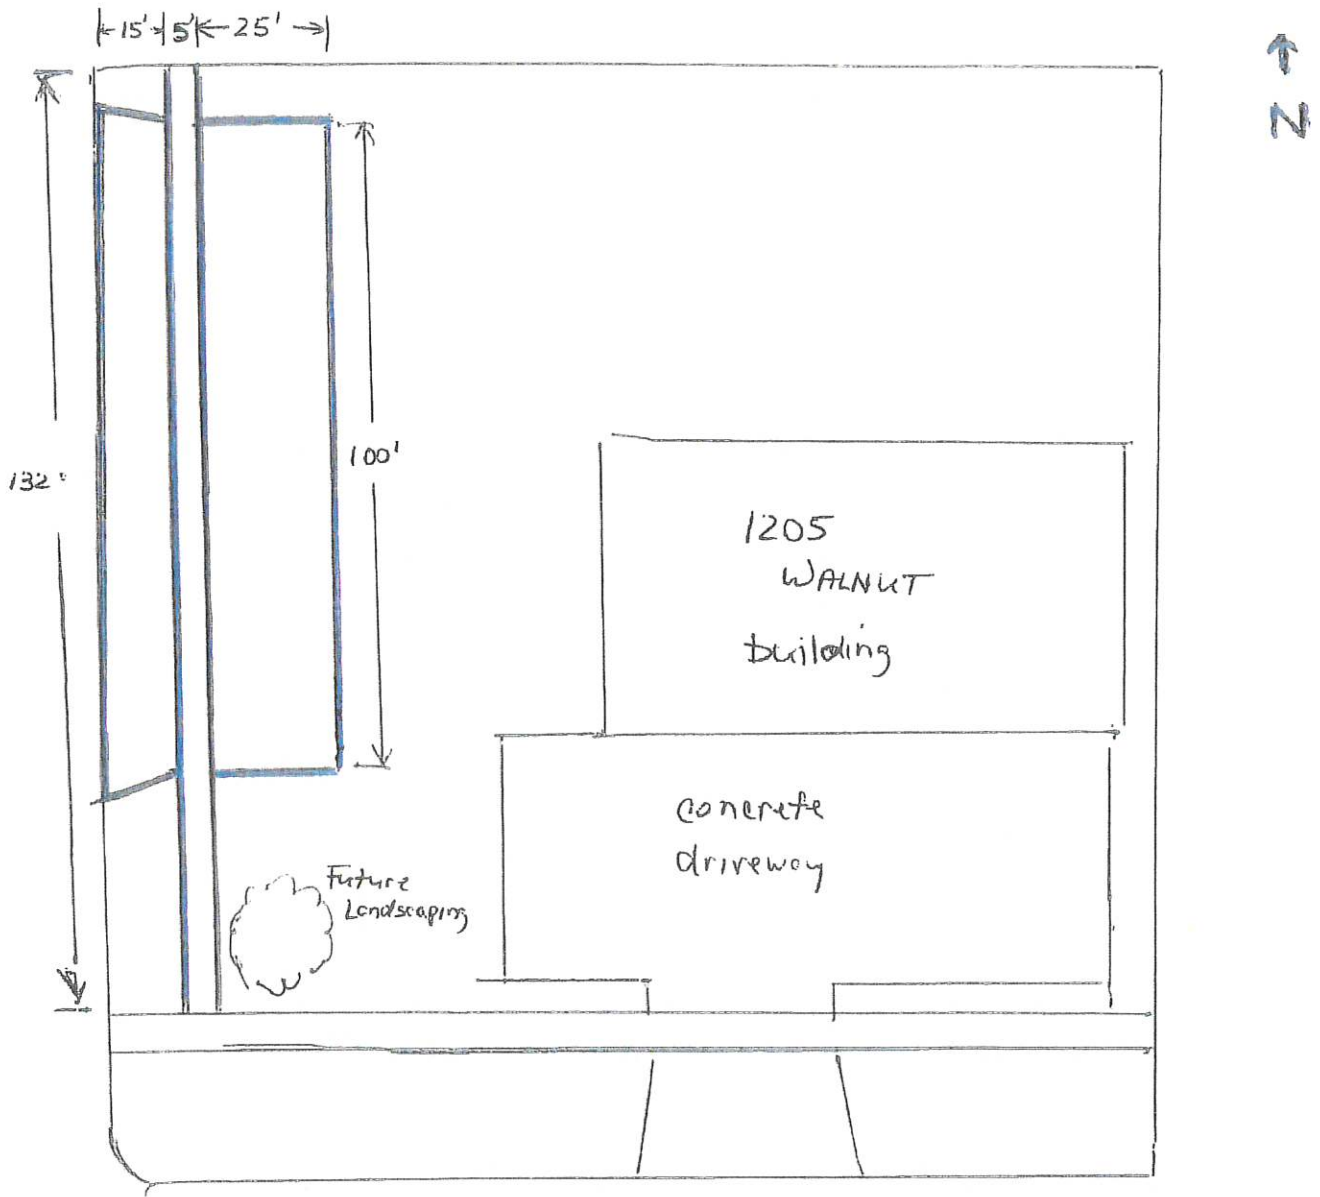 15' 5' 25'
N
132'
100'
1205
WALNUT
building
concrete
driveway
Future
Landscaping